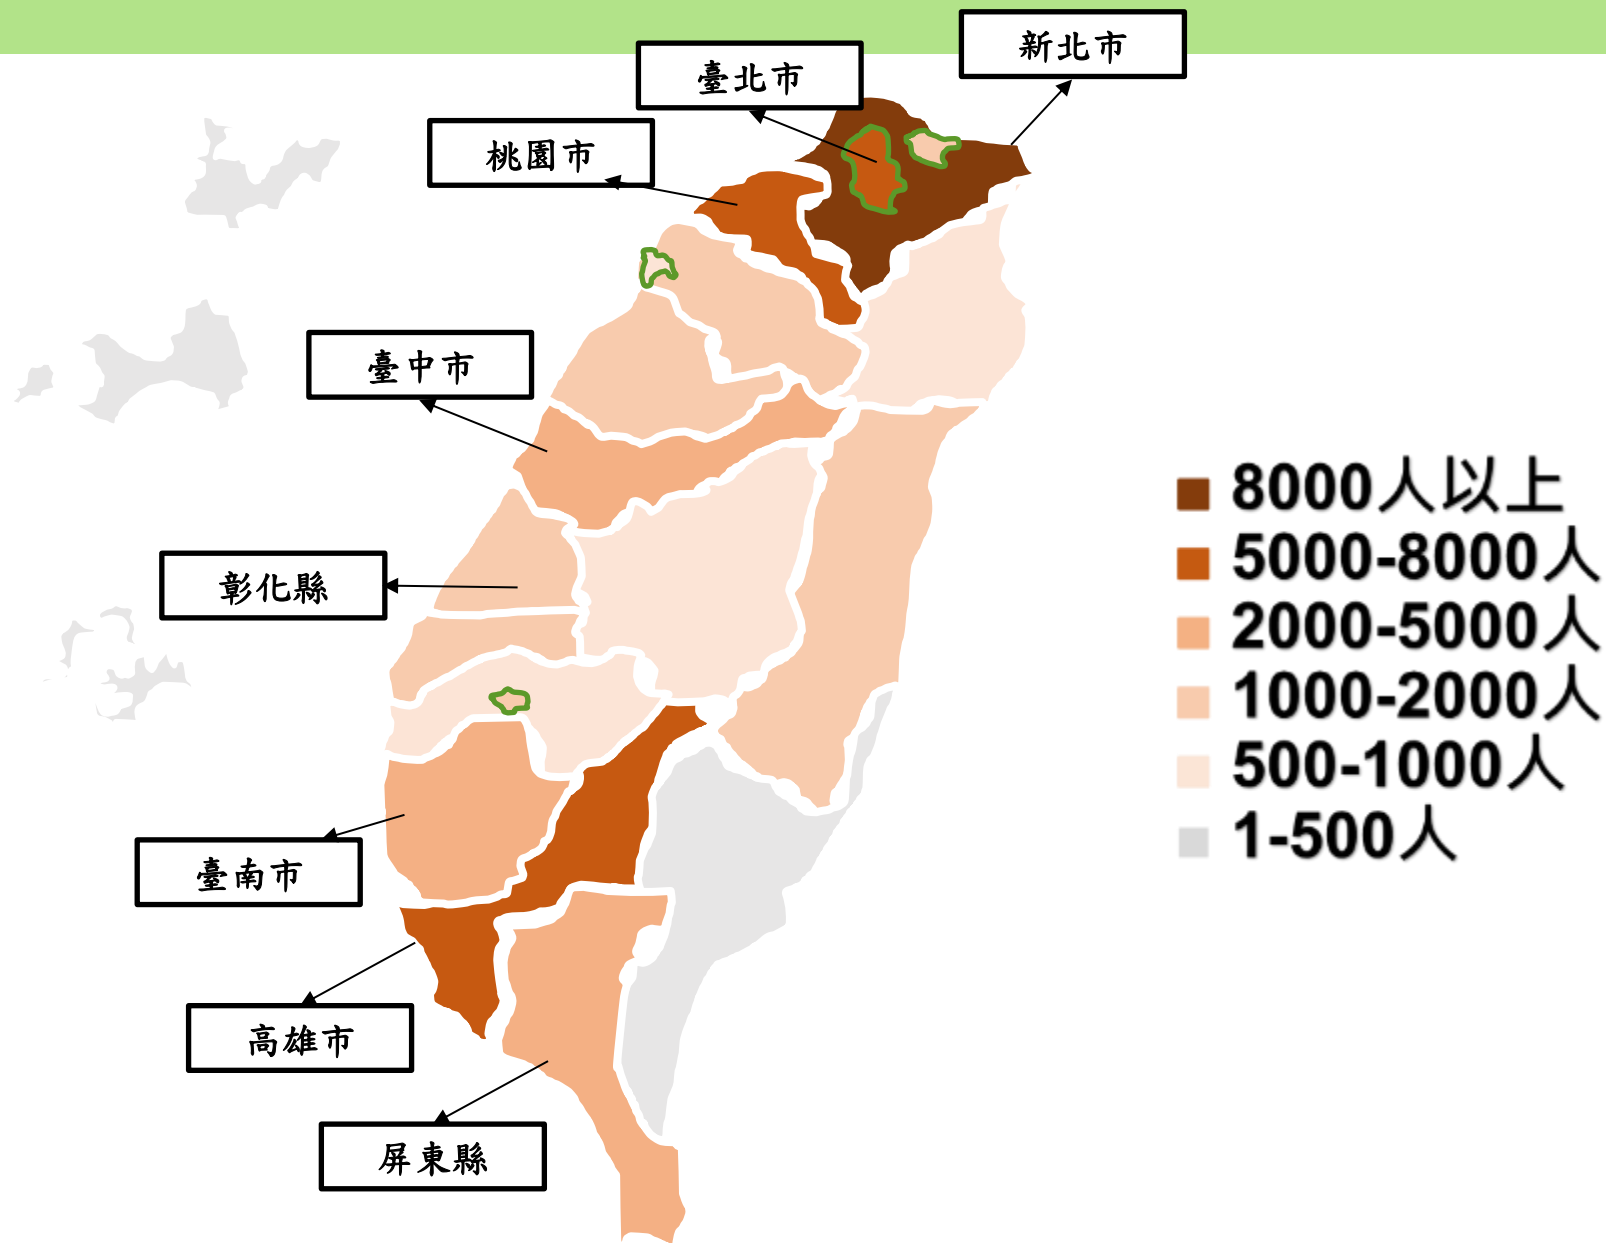 新北市
臺北市
桃園市
臺中市
彰化縣
臺南市
高雄市
屏東縣
8000人以上
5000-8000人
2000-5000人
1000-2000人
500-1000人
1-500人